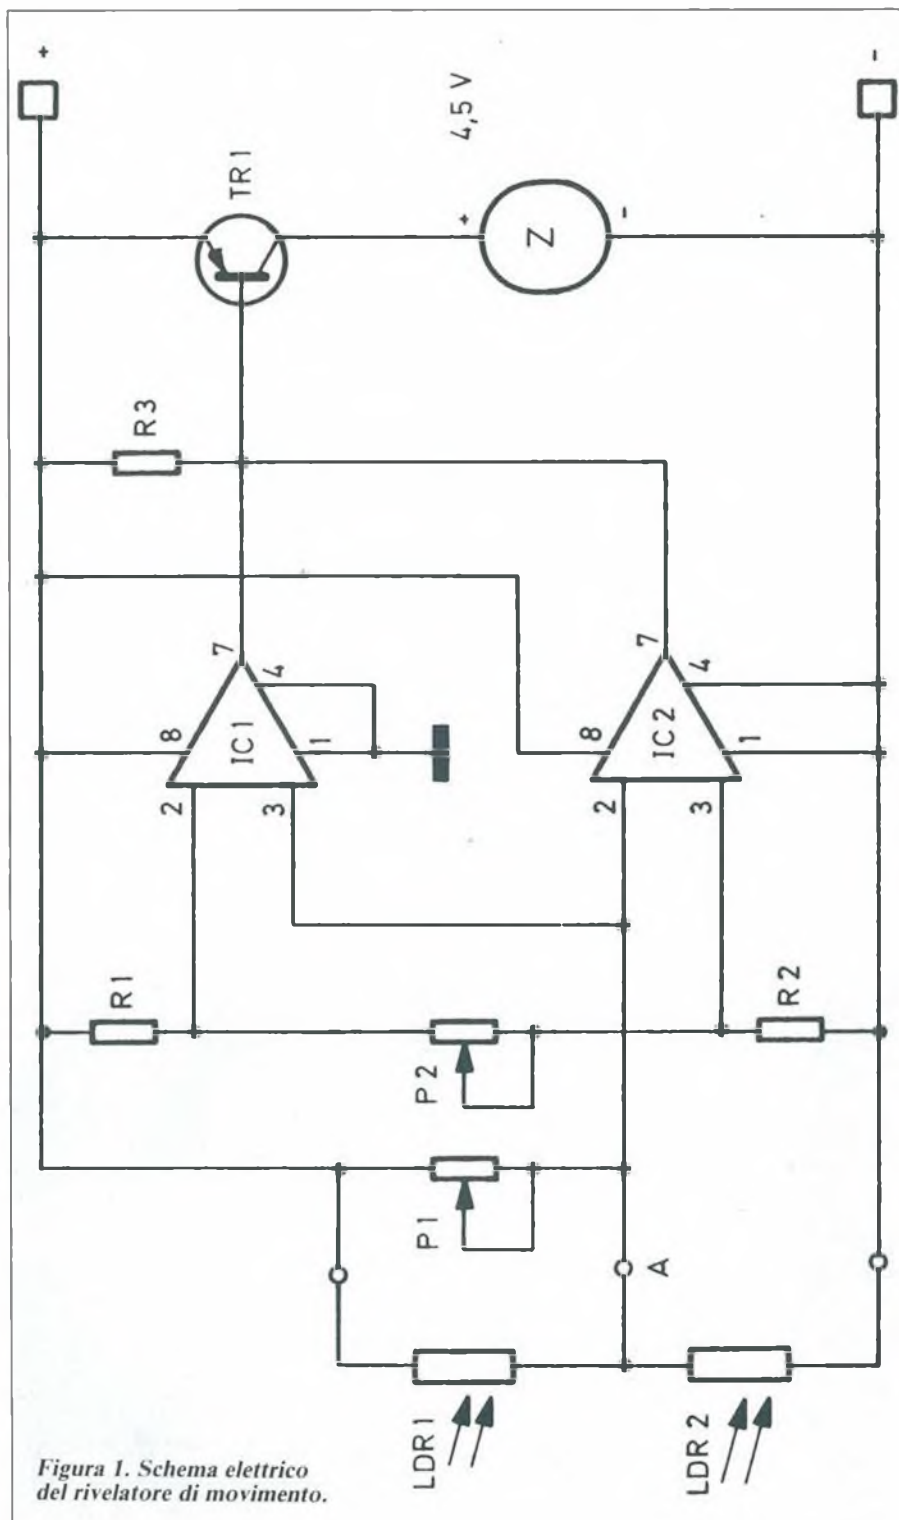 +
-
4,5 V
TR1
+
Z
-
R3
7
4
8
IC1
1
2
3
7
4
8
IC2
1
2
3
R1
R2
P2
P1
A
LDR1
LDR2
Figura 1. Schema elettrico
del rivelatore di movimento.